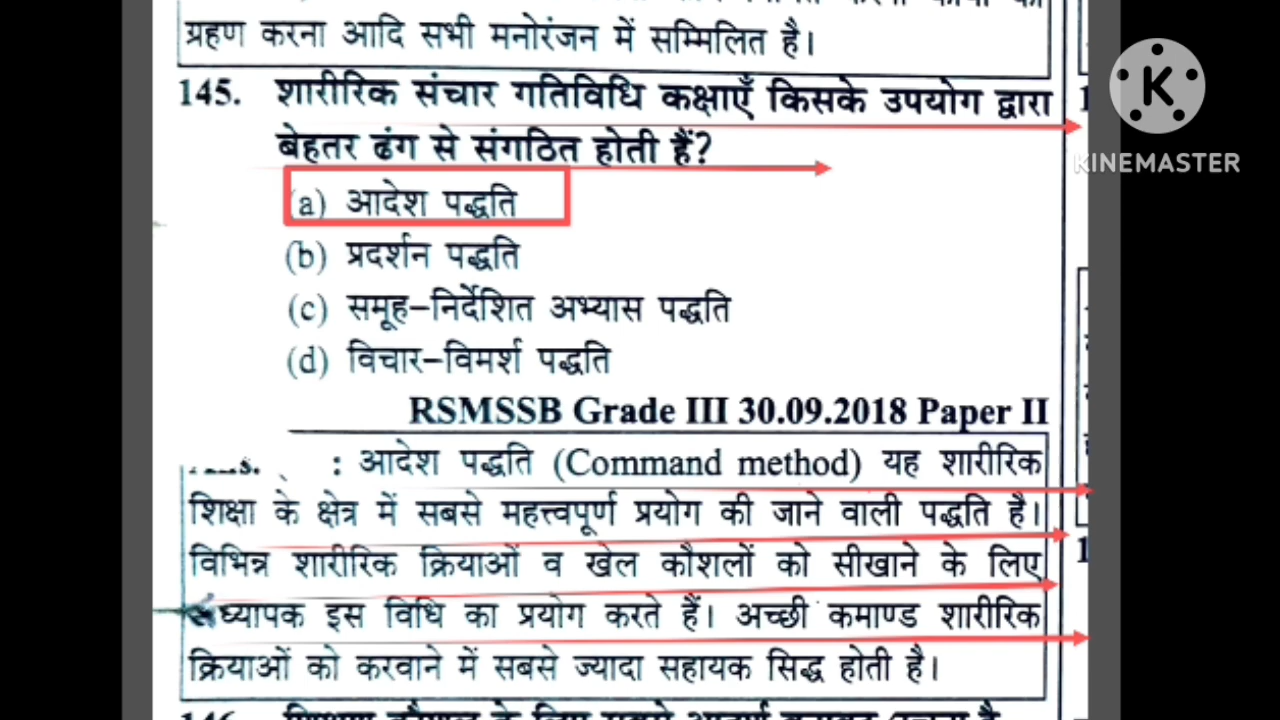 ग्रहण करना आदि सभी मनोरंजन में सम्मिलित है।
145. शारीरिक संचार गतिविधि कक्षाएँ किसके उपयोग द्वारा
बेहतर ढंग से संगठित होती हैं?
(a) आदेश पद्धति
(b) प्रदर्शन पद्धति
(c) समूह–निर्देशित अभ्यास पद्धति
(d) विचार–विमर्श पद्धति
RSMSSB Grade III 30.09.2018 Paper II
: आदेश पद्धति (Command method) यह शारीरिक
शिक्षा के क्षेत्र में सबसे महत्त्वपूर्ण प्रयोग की जाने वाली पद्धति है।
विभिन्न शारीरिक क्रियाओं व खेल कौशलों को सीखाने के लिए
इस विधि का प्रयोग करते हैं। अच्छी कमाण्ड शारीरिक
क्रियाओं को करवाने में सबसे ज्यादा सहायक सिद्ध होती है।
K
KINEMASTER